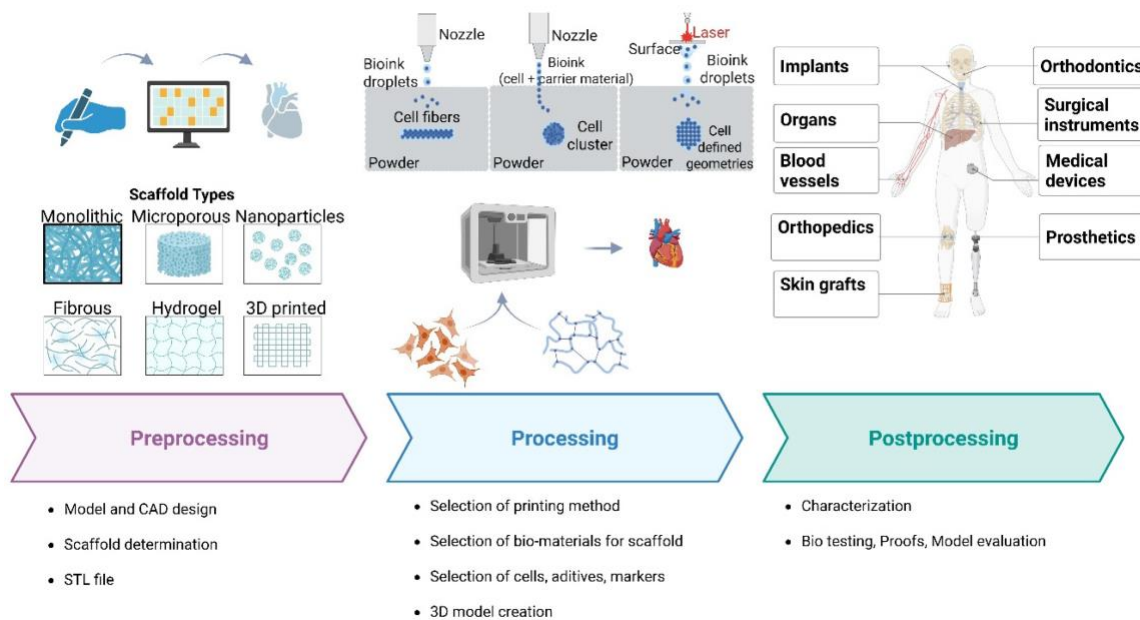 Scaffold Types
Monolithic
Microporous
Nanoparticles
Fibrous
Hydrogel
3D printed
Nozzle
Bioink
droplets
Cell fibers
Powder
Nozzle
Bioink
(cell + carrier material)
Cell
cluster
Powder
Laser
Surface
Bioink
droplets
Cell
defined
geometries
Powder
Implants
Organs
Blood
vessels
Orthopedics
Skin grafts
Orthodontics
Surgical
instruments
Medical
devices
Prosthetics
Preprocessing
• Model and CAD design
• Scaffold determination
• STL file
Processing
• Selection of printing method
• Selection of bio-materials for scaffold
• Selection of cells, aditives, markers
• 3D model creation
Postprocessing
• Characterization
• Bio testing, Proofs, Model evaluation